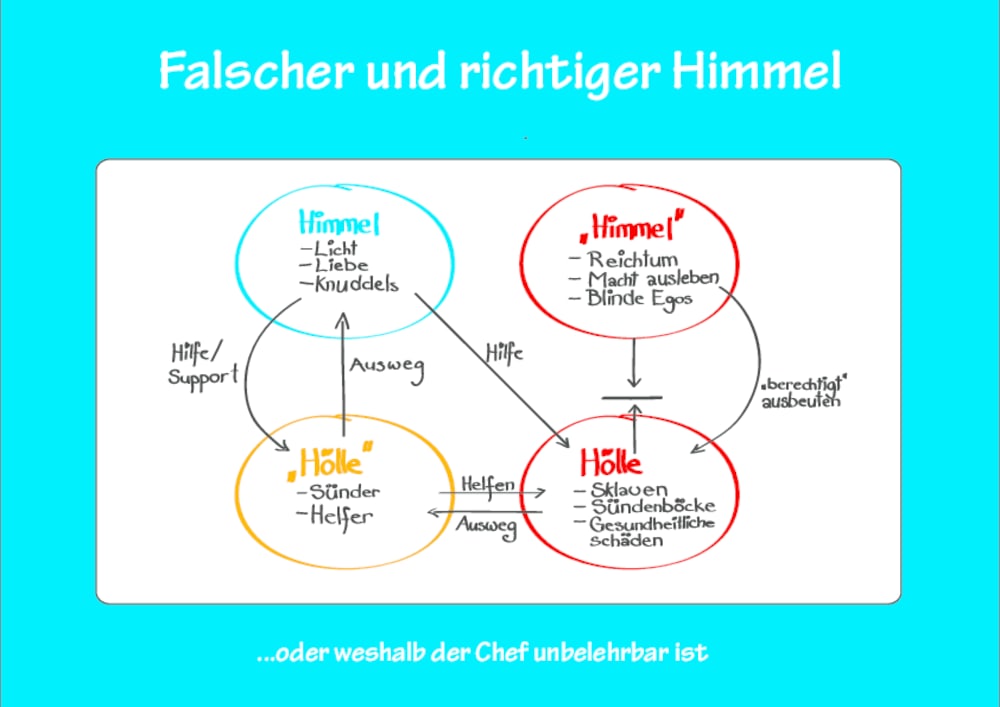 Falscher und richtiger Himmel
Himmel
-Licht
-Liebe
-Knuddels
„Himmel"
- Reichtum
- Macht ausleben
- Blinde Egos
Hilfe/
Support
Ausweg
Hilfe
„berechtigt"
ausbeuten
„Hölle"
-Sünder
-Helfer
Helfen
Ausweg
Hölle
- Sklaven
- Sündenböcke
- Gesundheitliche
schäden
...oder weshalb der Chef unbelehrbar ist